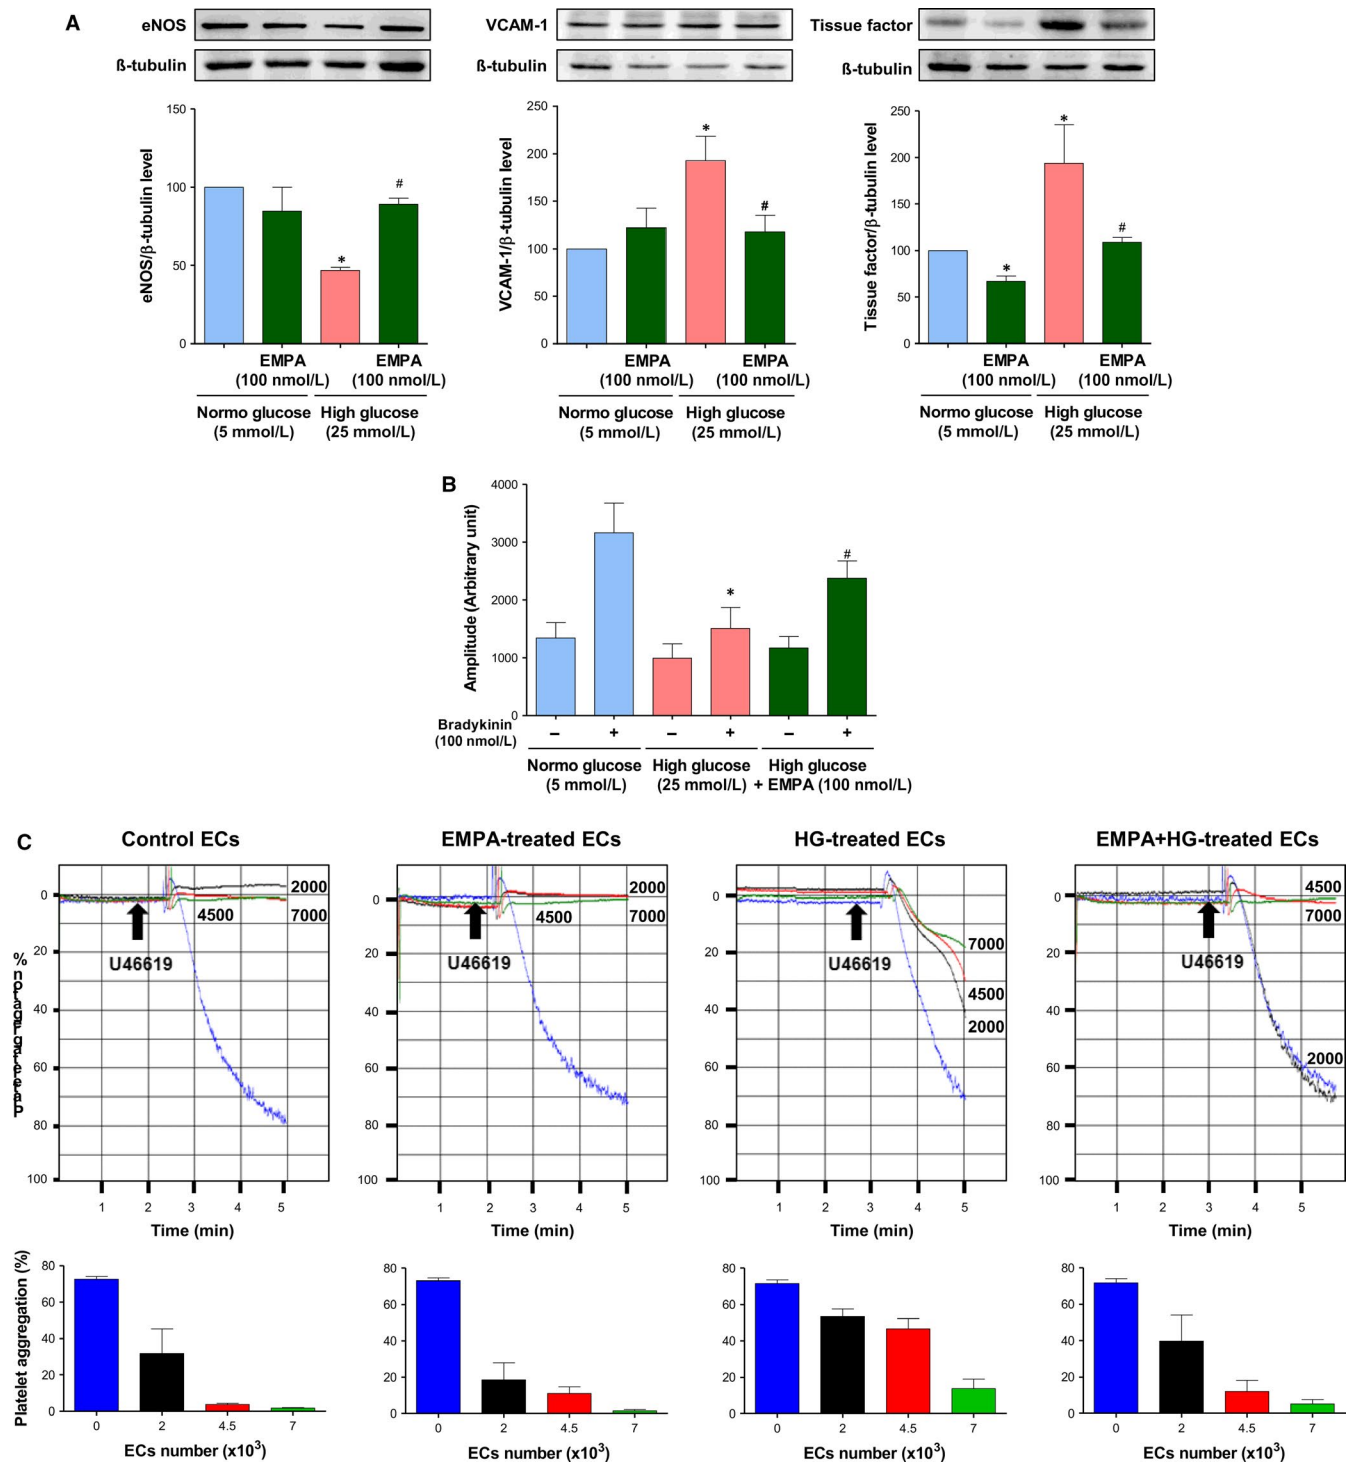 A
eNOS
ß-tubulin
VCAM-1
ß-tubulin
Tissue factor
ß-tubulin
eNOS/β-tubulin level
150
100
50
0
*
#
EMPA
(100 nmol/L)
EMPA
(100 nmol/L)
Normo glucose
(5 mmol/L)
High glucose
(25 mmol/L)
VCAM-1/β-tubulin level
250
200
150
100
50
0
*
#
EMPA
(100 nmol/L)
EMPA
(100 nmol/L)
Normo glucose
(5 mmol/L)
High glucose
(25 mmol/L)
Tissue factor/β-tubulin level
250
200
150
100
50
0
*
*
#
EMPA
(100 nmol/L)
EMPA
(100 nmol/L)
Normo glucose
(5 mmol/L)
High glucose
(25 mmol/L)
B
Amplitude (Arbitrary unit)
4000
3000
2000
1000
0
*
#
Bradykinin
(100 nmol/L)
– + – + – +
Normo glucose
(5 mmol/L)
High glucose
(25 mmol/L)
High glucose
+ EMPA (100 nmol/L)
C
Control ECs
EMPA-treated ECs
HG-treated ECs
EMPA+HG-treated ECs
0
20
40
60
80
100
2000
4500
7000
U46619
1 2 3 4 5
Time (min)
0
20
40
60
80
100
2000
4500
7000
U46619
1 2 3 4 5
Time (min)
0
20
40
60
80
100
7000
4500
2000
U46619
1 2 3 4 5
Time (min)
0
20
40
60
80
100
4500
7000
U46619
2000
1 2 3 4 5
Time (min)
Platelet aggregation (%)
80
60
40
20
0
0 2 4.5 7
ECs number (x10³)
80
60
40
20
0
0 2 4.5 7
ECs number (x10³)
80
60
40
20
0
0 2 4.5 7
ECs number (x10³)
80
60
40
20
0
0 2 4.5 7
ECs number (x10³)